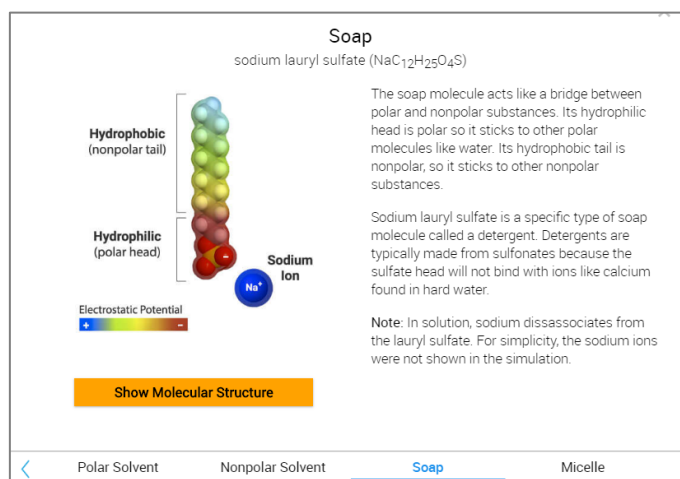 Soap
sodium lauryl sulfate (NaC12H25O4S)
Hydrophobic
(nonpolar tail)
Hydrophilic
(polar head)
Sodium
Ion
Na+
-
Electrostatic Potential
+ -
Show Molecular Structure
The soap molecule acts like a bridge between
polar and nonpolar substances. Its hydrophilic
head is polar so it sticks to other polar
molecules like water. Its hydrophobic tail is
nonpolar, so it sticks to other nonpolar
substances.
Sodium lauryl sulfate is a specific type of soap
molecule called a detergent. Detergents are
typically made from sulfonates because the
sulfate head will not bind with ions like calcium
found in hard water.
Note: In solution, sodium dissassociates from
the lauryl sulfate. For simplicity, the sodium ions
were not shown in the simulation.
Polar Solvent Nonpolar Solvent Soap Micelle